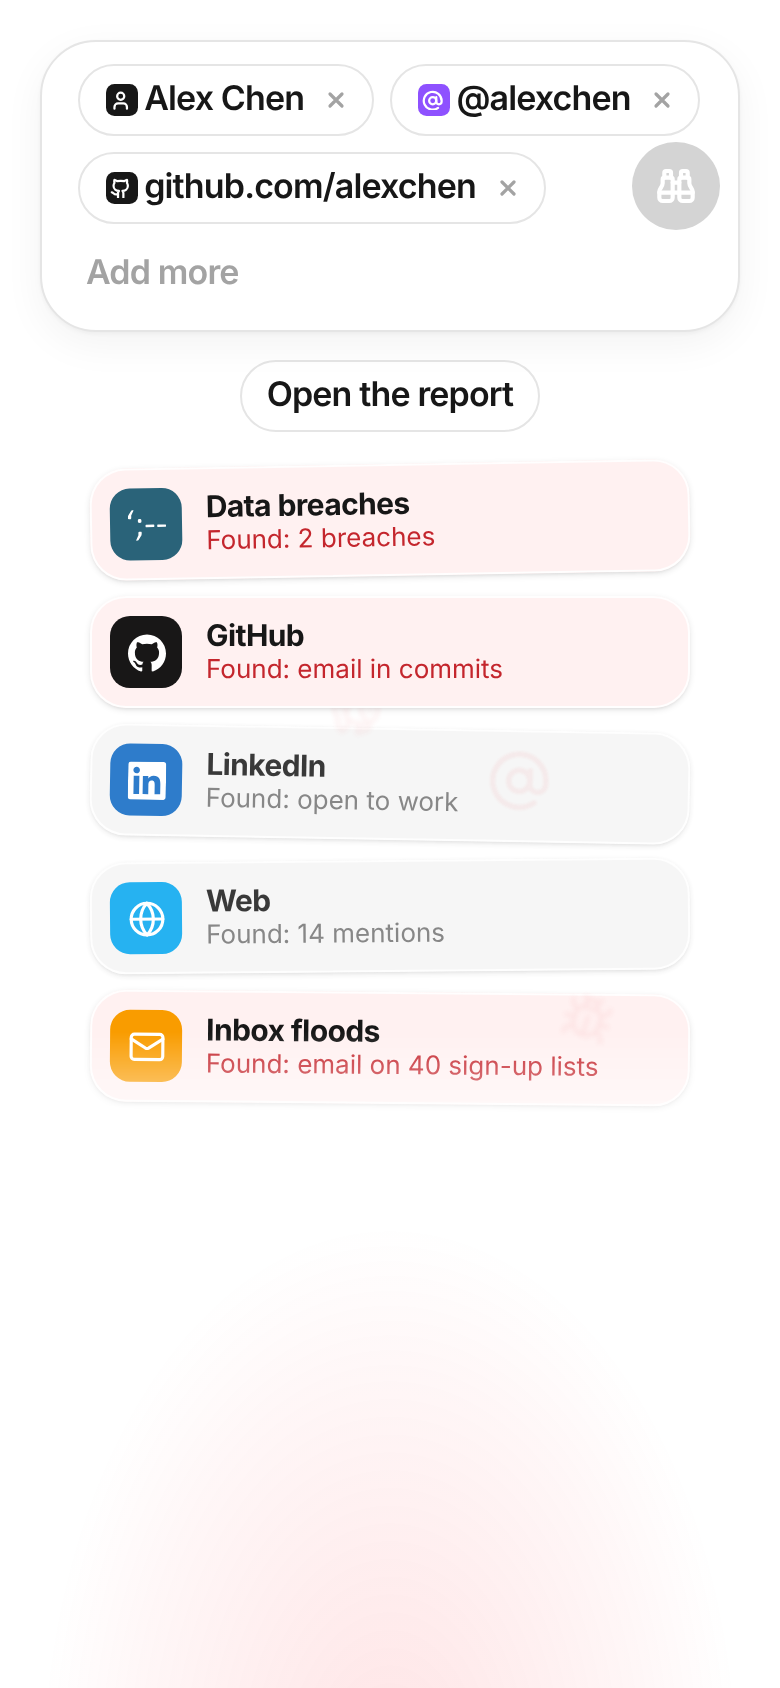 Alex Chen
@alexchen
github.com/alexchen
Add more
Open the report
Data breaches
Found: 2 breaches
GitHub
Found: email in commits
LinkedIn
Found: open to work
Web
Found: 14 mentions
Inbox floods
Found: email on 40 sign-up lists